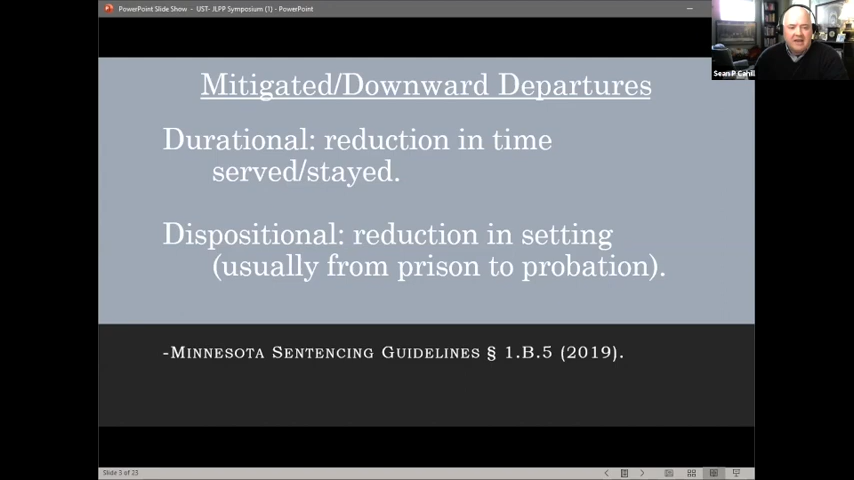 PowerPoint Slide Show - UST- JLPP Symposium (1) - PowerPoint
Sean P Cahill
Mitigated/Downward Departures
Durational: reduction in time
served/stayed.
Dispositional: reduction in setting
(usually from prison to probation).
-Minnesota Sentencing Guidelines § 1.B.5 (2019).
Slide 3 of 23